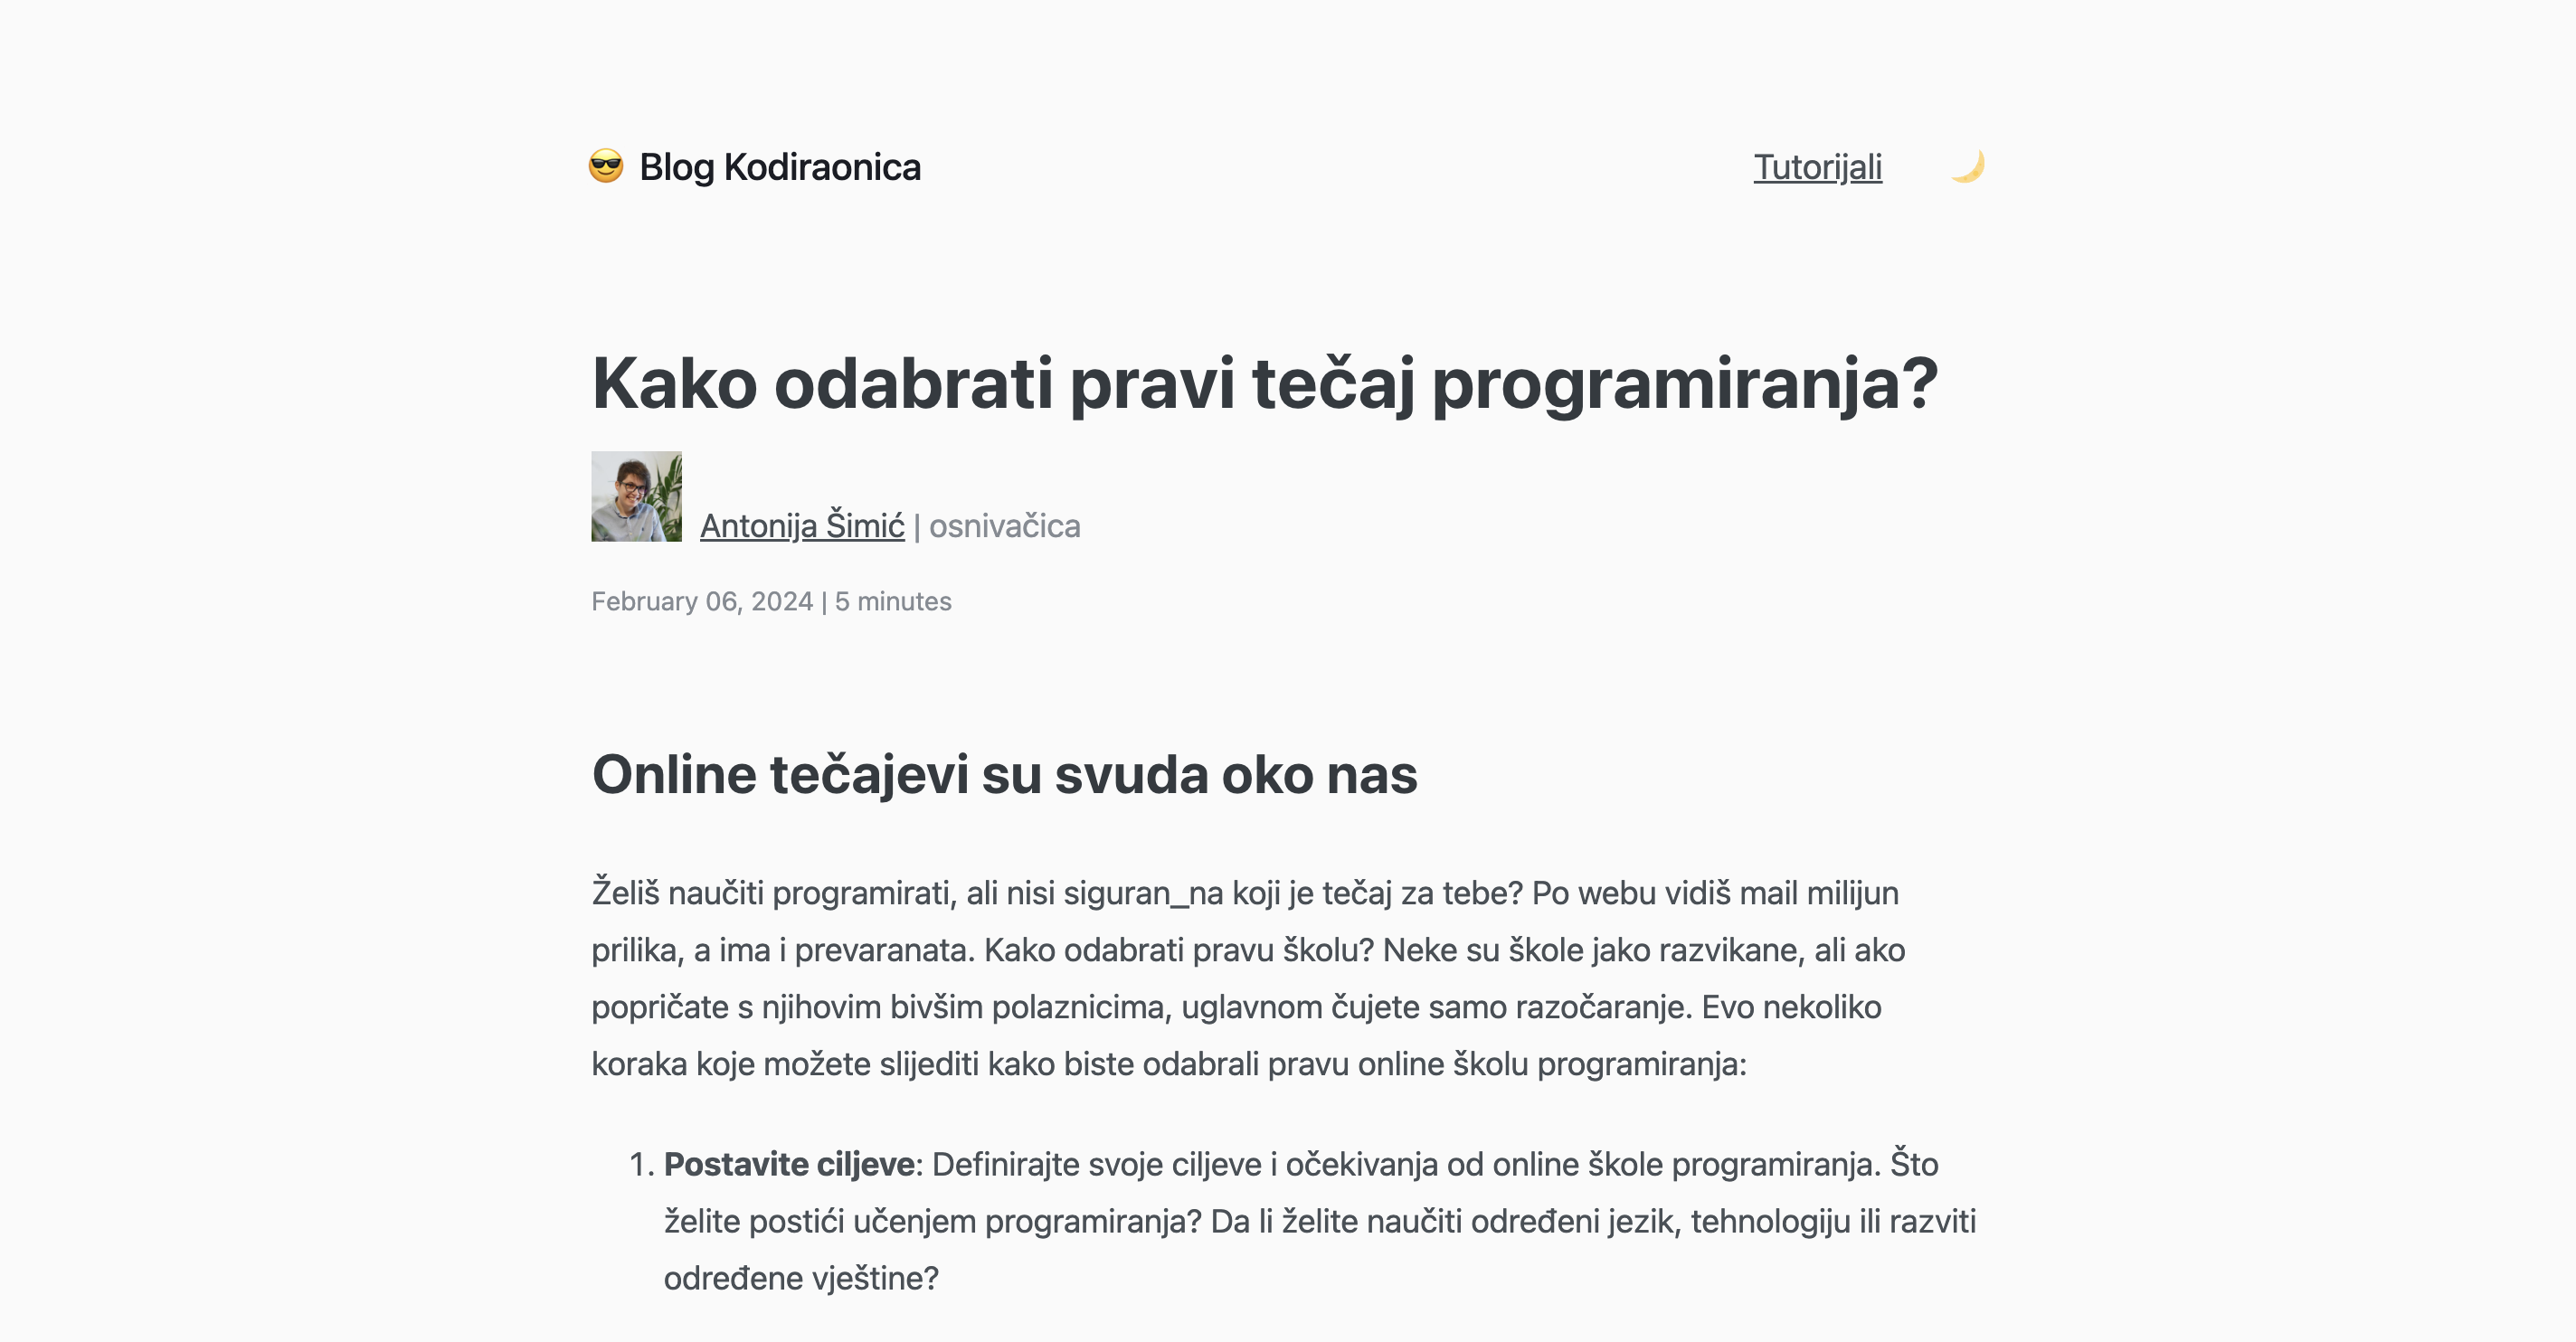 😎 Blog Kodiraonica
Tutorijali 🌙
Kako odabrati pravi tečaj programiranja?
Antonija Šimić | osnivačica
February 06, 2024 | 5 minutes
Online tečajevi su svuda oko nas
Želiš naučiti programirati, ali nisi siguran_na koji je tečaj za tebe? Po webu vidiš mail milijun
prilika, a ima i prevaranata. Kako odabrati pravu školu? Neke su škole jako razvikane, ali ako
popričate s njihovim bivšim polaznicima, uglavnom čujete samo razočaranje. Evo nekoliko
koraka koje možete slijediti kako biste odabrali pravu online školu programiranja:
1. Postavite ciljeve: Definirajte svoje ciljeve i očekivanja od online škole programiranja. Što
želite postići učenjem programiranja? Da li želite naučiti određeni jezik, tehnologiju ili razviti
određene vještine?